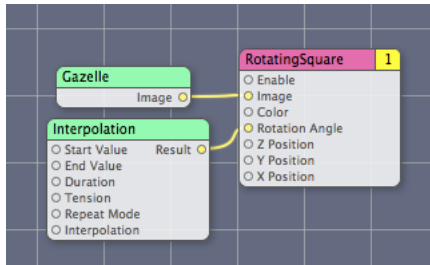 Gazelle
Image
Interpolation
Start Value Result
End Value
Duration
Tension
Repeat Mode
Interpolation
RotatingSquare 1
Enable
Image
Color
Rotation Angle
Z Position
Y Position
X Position